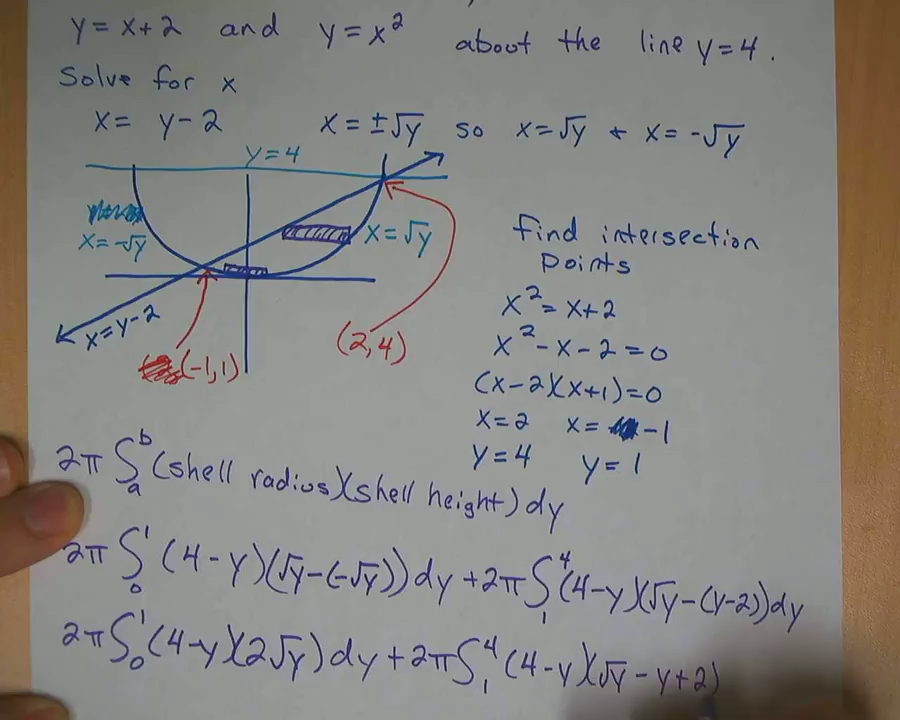 y = x+2 and y = x² about the line y=4.
Solve for x
x = y-2 x = ±√y so x=√y + x=-√y
y=4
x=-√y
x=√y
x=y-2
(-1,1)
(2,4)
find intersection
points
x² = x+2
x² - x - 2 = 0
(x-2)(x+1)=0
x=2 x= -1
y=4 y=1
2π ∫ₐᵇ (shell radius)(shell height) dy
2π ∫₀¹ (4-y)(√y-(-√y)) dy + 2π ∫₁⁴ (4-y)(√y-(y-2)) dy
2π ∫₀¹ (4-y)(2√y) dy + 2π ∫₁⁴ (4-y)(√y - y+2)